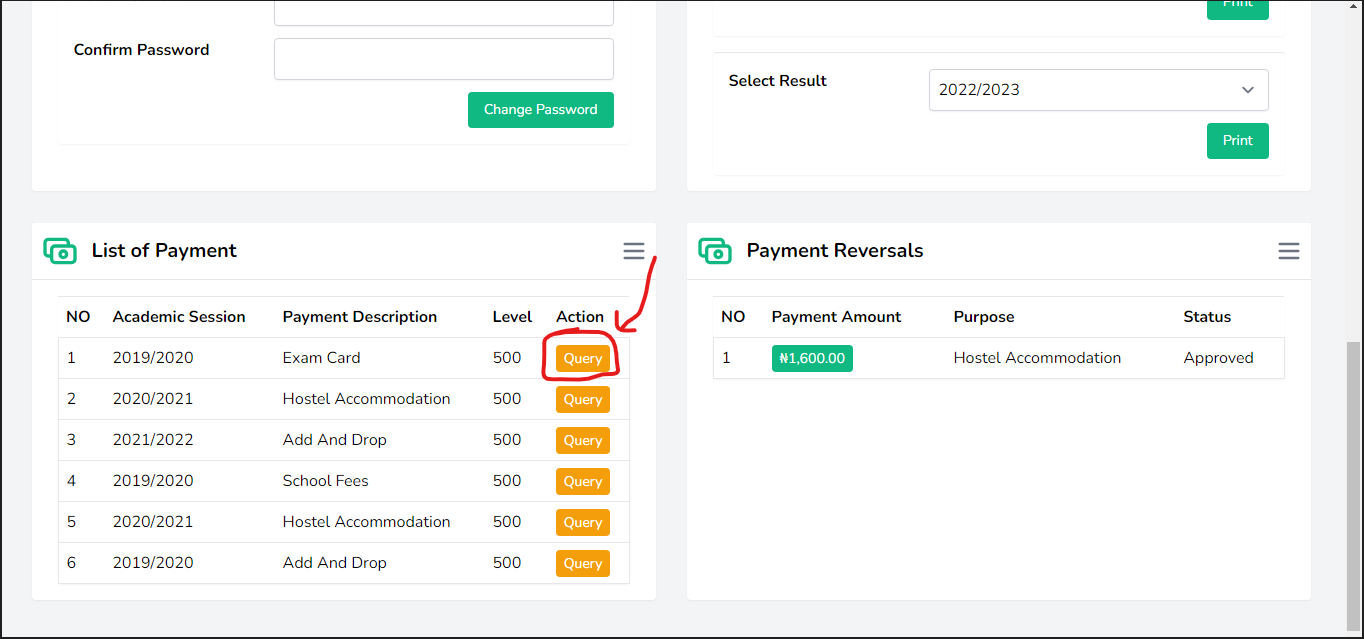 Confirm Password
Change Password
Print
Select Result
2022/2023
Print
List of Payment
NO Academic Session Payment Description Level Action
1 2019/2020 Exam Card 500 Query
2 2020/2021 Hostel Accommodation 500 Query
3 2021/2022 Add And Drop 500 Query
4 2019/2020 School Fees 500 Query
5 2020/2021 Hostel Accommodation 500 Query
6 2019/2020 Add And Drop 500 Query
Payment Reversals
NO Payment Amount Purpose Status
1 ₦1,600.00 Hostel Accommodation Approved